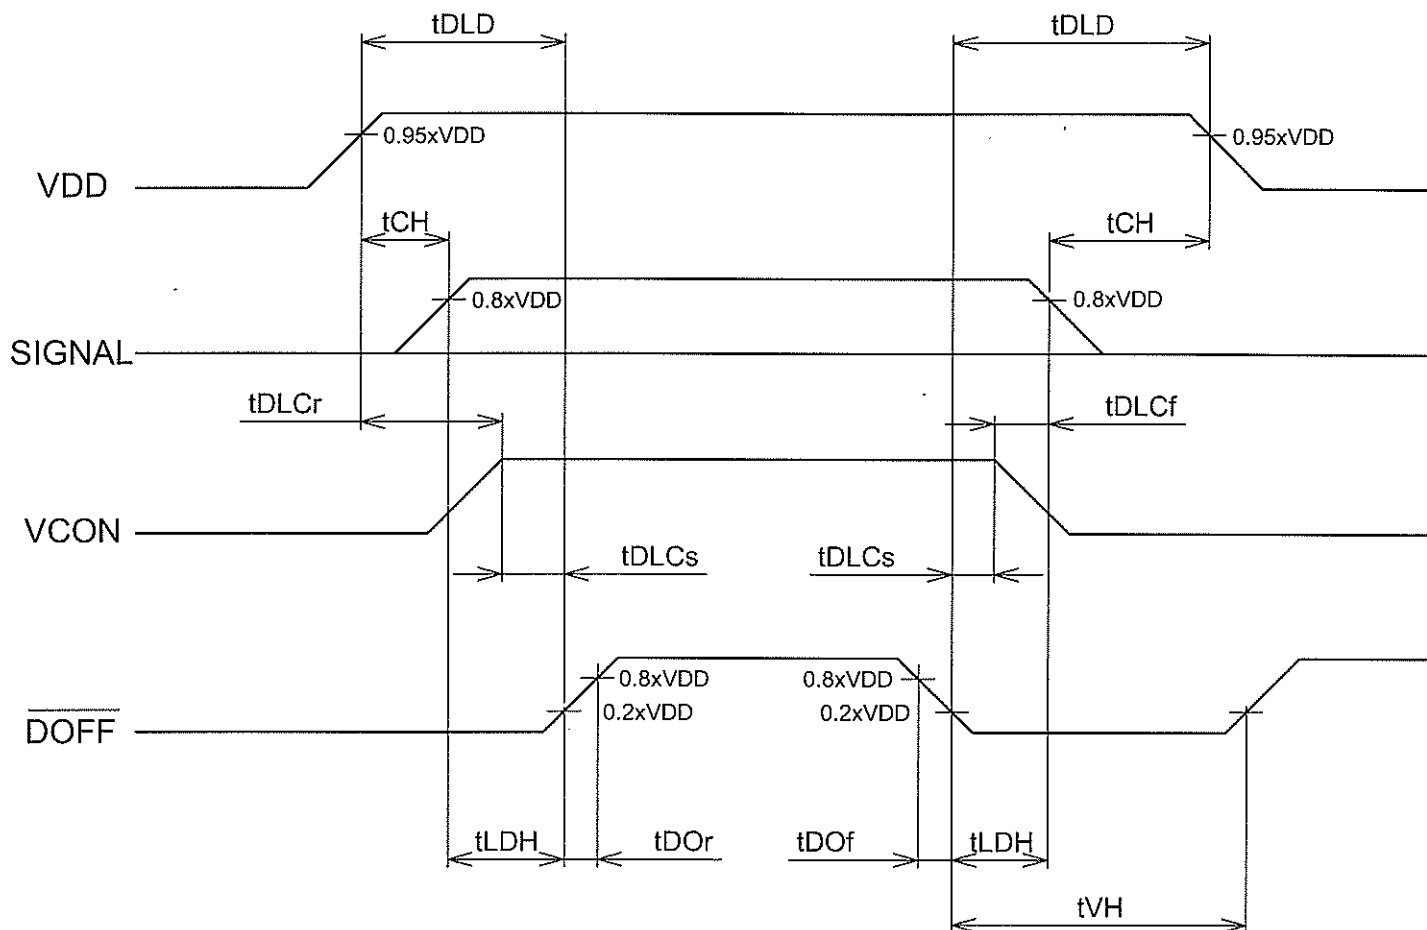 tDLD tDLD
0.95xVDD 0.95xVDD
VDD
tCH tCH
0.8xVDD 0.8xVDD
SIGNAL
tDLCr tDLCf
VCON
tDLCs tDLCs
0.8xVDD 0.8xVDD
0.2xVDD 0.2xVDD
DOFF
tLDH tDOr tDOf tLDH
tVH